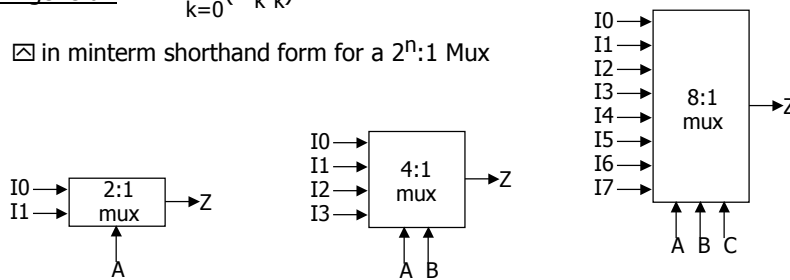 k=0
in minterm shorthand form for a 2ⁿ:1 Mux
I0
I1
2:1
mux
Z
A
I0
I1
I2
I3
4:1
mux
Z
A B
I0
I1
I2
I3
I4
I5
I6
I7
8:1
mux
Z
A B C